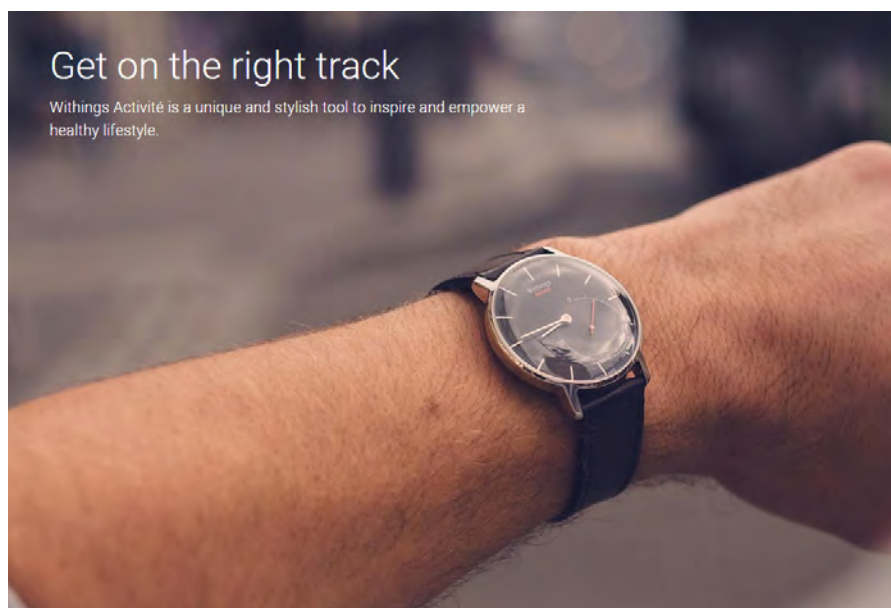 Get on the right track
Withings Activité is a unique and stylish tool to inspire and empower a
healthy lifestyle.